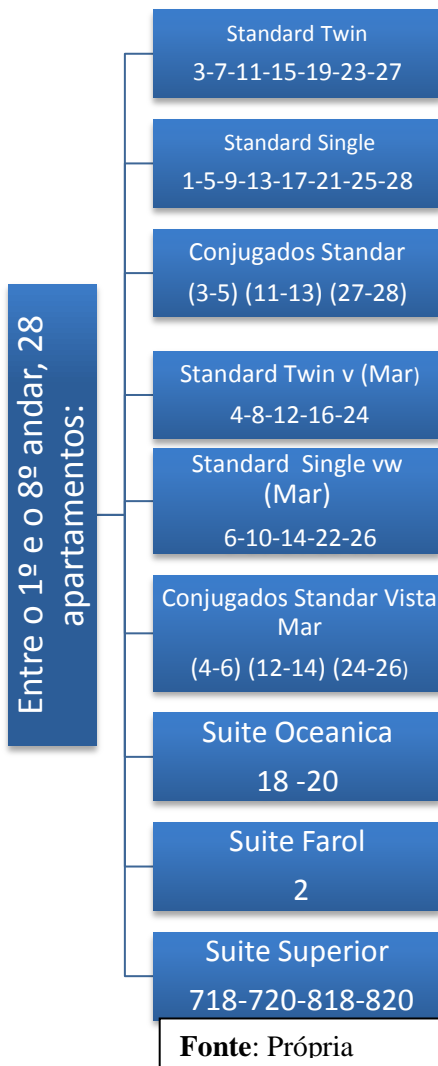 Entre o 1º e o 8º andar, 28
apartamentos:
Standard Twin
3-7-11-15-19-23-27
Standard Single
1-5-9-13-17-21-25-28
Conjugados Standar
(3-5) (11-13) (27-28)
Standard Twin v (Mar)
4-8-12-16-24
Standard Single vw
(Mar)
6-10-14-22-26
Conjugados Standar Vista
Mar
(4-6) (12-14) (24-26)
Suite Oceanica
18 -20
Suite Farol
2
Suite Superior
718-720-818-820
Fonte: Própria